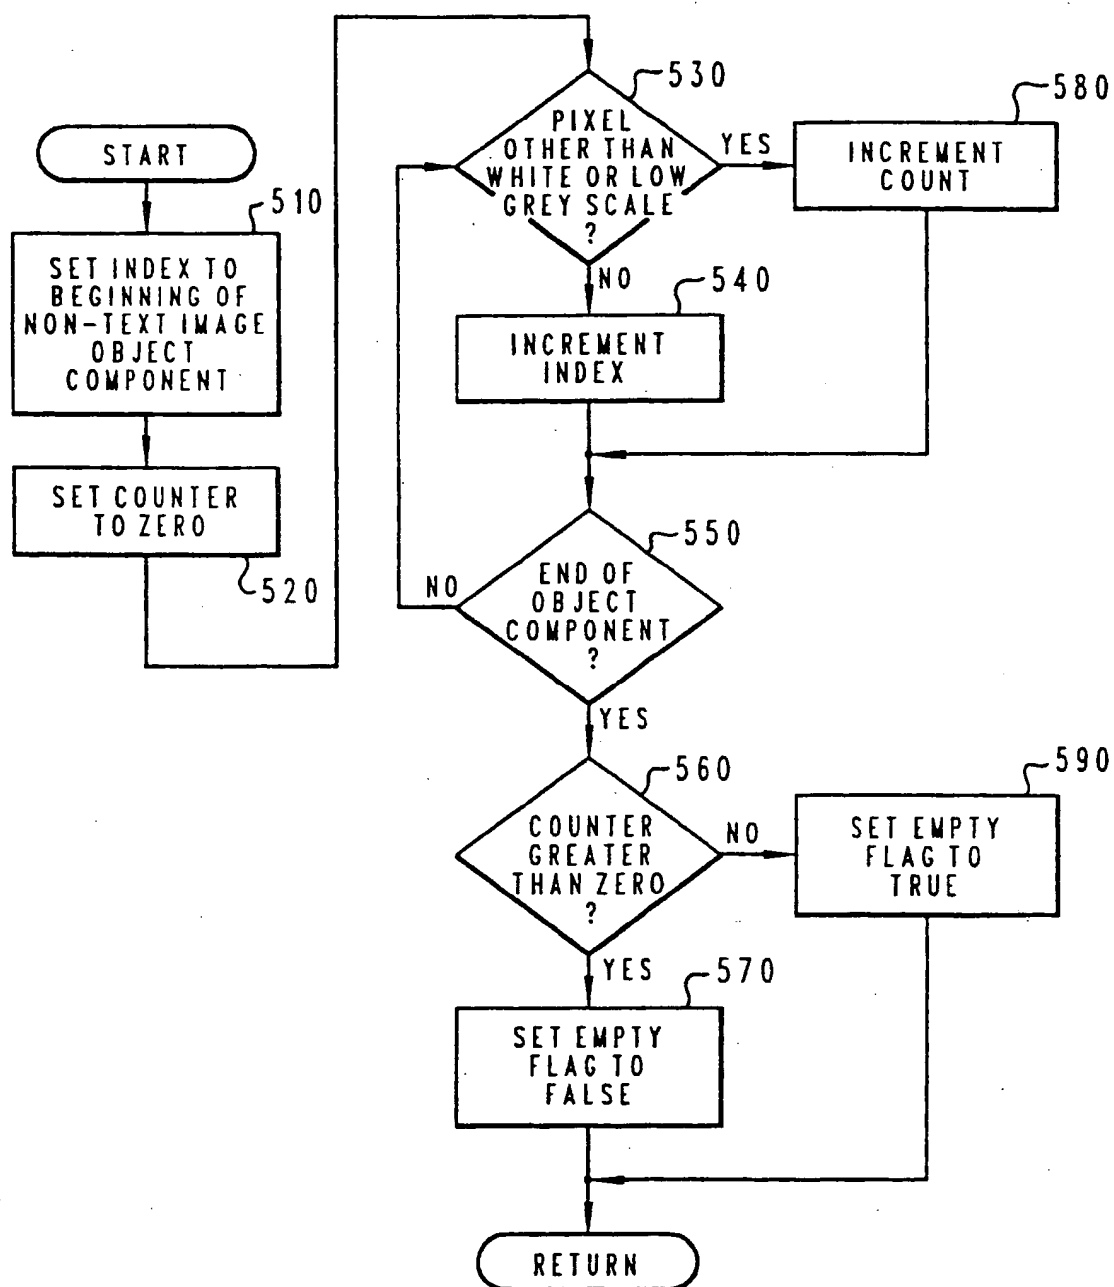 START
510
SET INDEX TO
BEGINNING OF
NON-TEXT IMAGE
OBJECT
COMPONENT
SET COUNTER
TO ZERO
520
530
PIXEL
OTHER THAN
WHITE OR LOW
GREY SCALE
?
YES
580
INCREMENT
COUNT
NO
540
INCREMENT
INDEX
550
END OF
OBJECT
COMPONENT
?
NO
YES
560
COUNTER
GREATER
THAN ZERO
?
NO
590
SET EMPTY
FLAG TO
TRUE
YES
570
SET EMPTY
FLAG TO
FALSE
RETURN